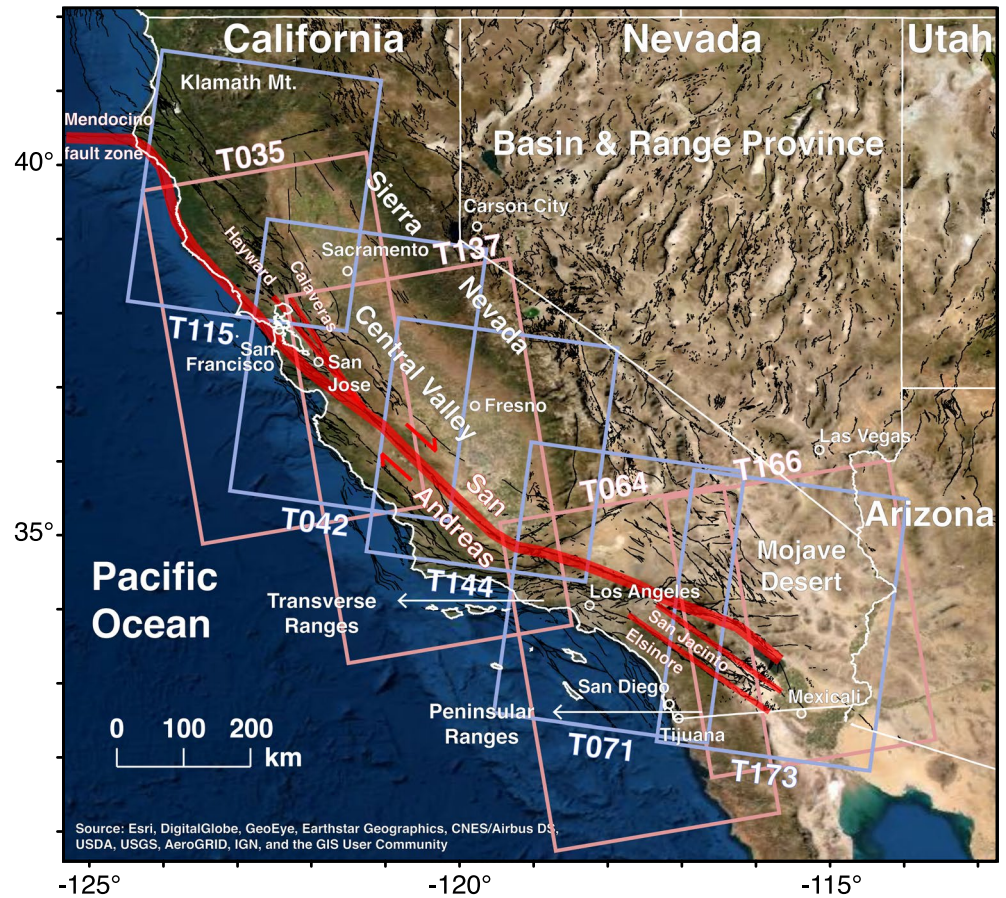 California
Nevada
Utah
Klamath Mt.
Mendocino
fault zone
Basin & Range Province
40°
T035
Sierra
Nevada
Carson City
Hayward
Sacramento
T137
Calaveras
Central Valley
T115
San
Francisco
San
Jose
Fresno
Las Vegas
T166
T064
San
Andreas
Arizona
35°
T042
Mojave
Desert
Pacific
Ocean
T144
Transverse
Ranges
Los Angeles
San Jacinto
Elsinore
San Diego
Mexicali
Peninsular
Ranges
Tijuana
0 100 200
km
T071
T173
Source: Esri, DigitalGlobe, GeoEye, Earthstar Geographics, CNES/Airbus DS,
USDA, USGS, AeroGRID, IGN, and the GIS User Community
-125° -120° -115°